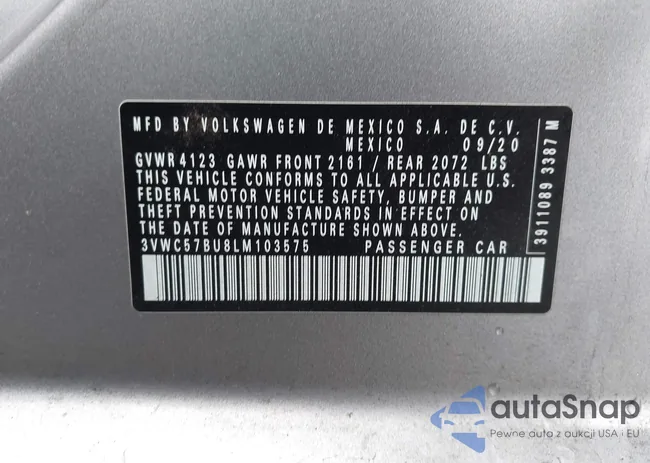 MFD BY VOLKSWAGEN DE MEXICO S.A. DE C.V.
MEXICO 09/20
GVWR 4123 GAWR FRONT 2161 / REAR 2072 LBS
THIS VEHICLE CONFORMS TO ALL APPLICABLE U.S.
FEDERAL MOTOR VEHICLE SAFETY, BUMPER AND
THEFT PREVENTION STANDARDS IN EFFECT ON
THE DATE OF MANUFACTURE SHOWN ABOVE.
3VWC57BU8LM103575 PASSENGER CAR
3911089 3387 M
autaSnap
Pewne auta z aukcji USA i EU